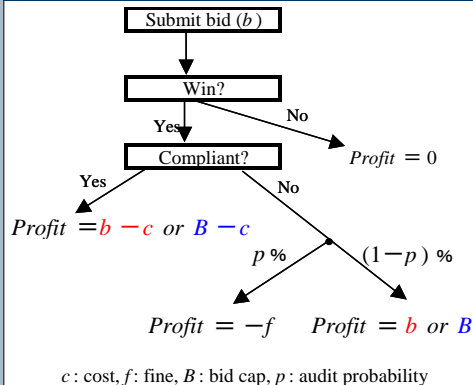 Submit bid (b)
Win?
Yes
No
Compliant?
Profit = 0
Yes
No
Profit = b − c or B − c
p %
(1−p) %
Profit = −f
Profit = b or B
c : cost, f : fine, B : bid cap, p : audit probability